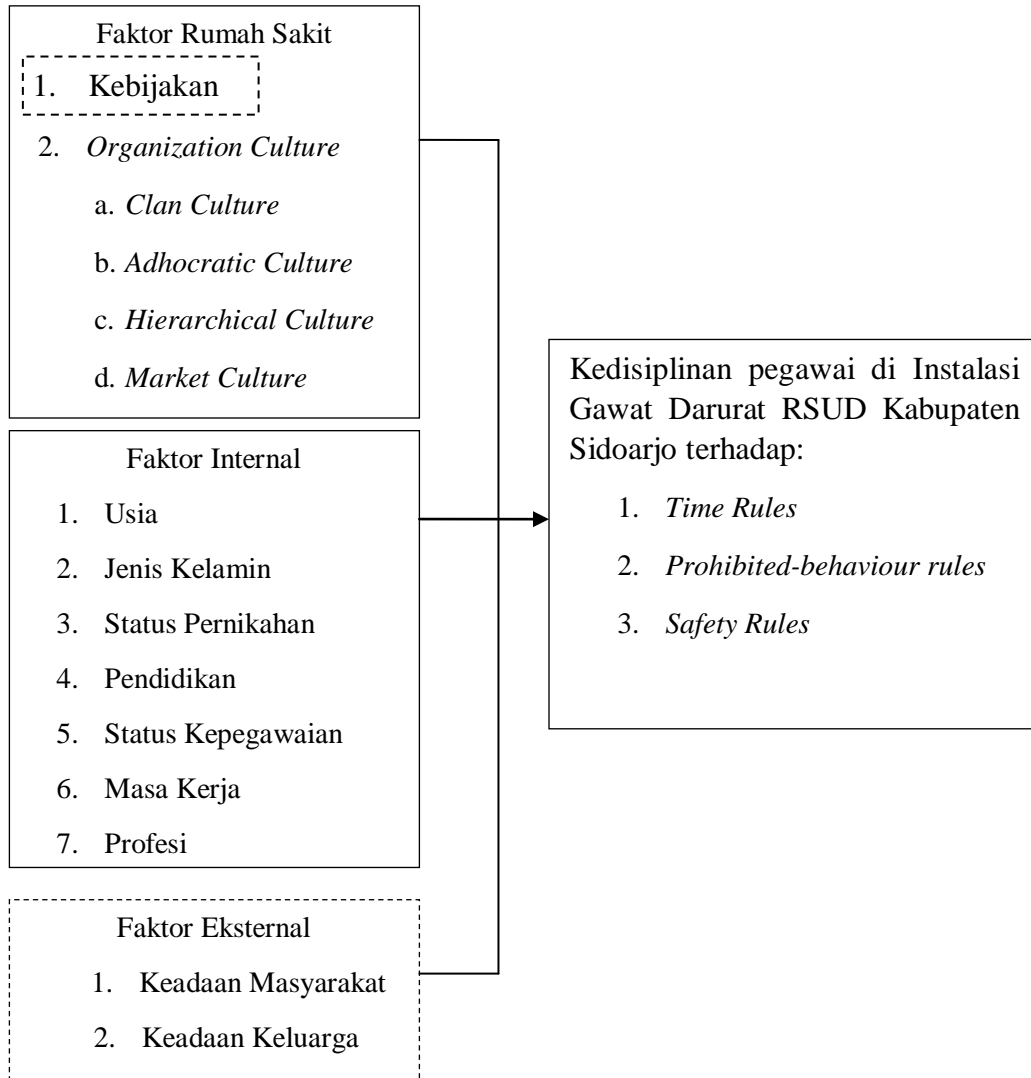 Faktor Rumah Sakit
1. Kebijakan
2. Organization Culture
a. Clan Culture
b. Adhocratic Culture
c. Hierarchical Culture
d. Market Culture
Faktor Internal
1. Usia
2. Jenis Kelamin
3. Status Pernikahan
4. Pendidikan
5. Status Kepegawaian
6. Masa Kerja
7. Profesi
Faktor Eksternal
1. Keadaan Masyarakat
2. Keadaan Keluarga
Kedisiplinan pegawai di Instalasi
Gawat Darurat RSUD Kabupaten
Sidoarjo terhadap:
1. Time Rules
2. Prohibited-behaviour rules
3. Safety Rules